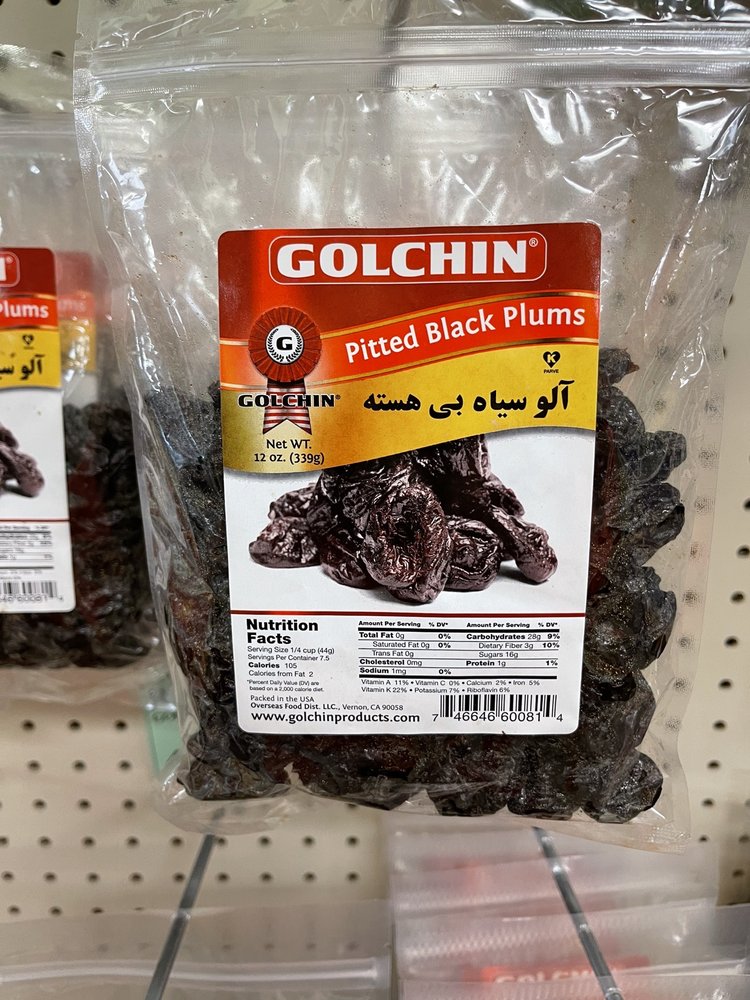 GOLCHIN®
Pitted Black Plums
K
PARVE
آلو سیاه بی هسته
G
GOLCHIN®
Net WT.
12 oz. (339g)
Nutrition
Facts
Serving Size 1/4 cup (44g)
Servings Per Container 7.5
Calories 105
Calories from Fat 2
*Percent Daily Value (DV) are
based on a 2,000 calorie diet.
Amount Per Serving % DV*
Total Fat 0g 0%
Saturated Fat 0g 0%
Trans Fat 0g
Cholesterol 0mg
Sodium 1mg 0%
Amount Per Serving % DV*
Carbohydrates 28g 9%
Dietary Fiber 3g 10%
Sugars 16g
Protein 1g 1%
Vitamin A 11% • Vitamin C 0% • Calcium 2% • Iron 5%
Vitamin K 22% • Potassium 7% • Riboflavin 6%
Packed in the USA
Overseas Food Dist. LLC., Vernon, CA 90058
www.golchinproducts.com
7 46646 60081 4
Plums
GOLCHIN